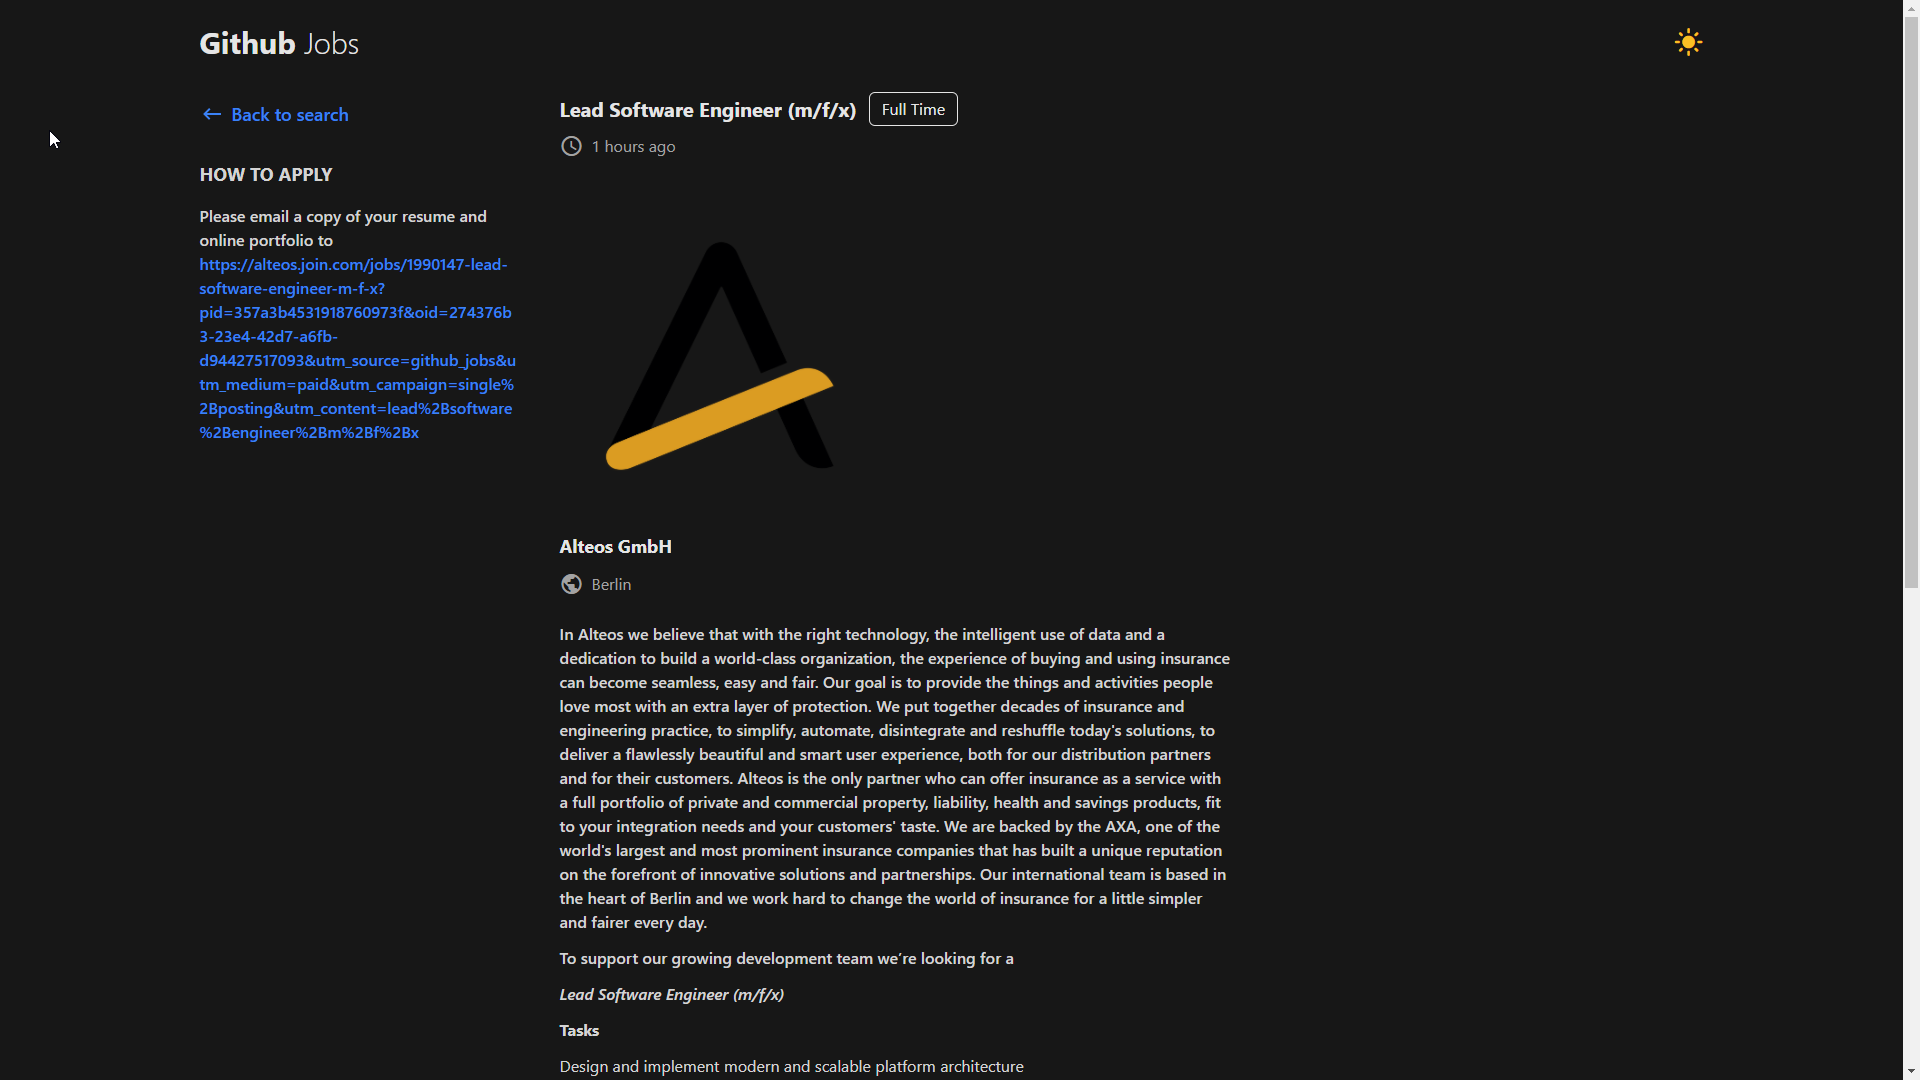 Github Jobs
Back to search
HOW TO APPLY
Please email a copy of your resume and
online portfolio to
https://alteos.join.com/jobs/1990147-lead-
software-engineer-m-f-x?
pid=357a3b4531918760973f&oid=274376b
3-23e4-42d7-a6fb-
d94427517093&utm_source=github_jobs&u
tm_medium=paid&utm_campaign=single%
2Bposting&utm_content=lead%2Bsoftware
%2Bengineer%2Bm%2Bf%2Bx
Lead Software Engineer (m/f/x) Full Time
1 hours ago
Alteos GmbH
Berlin
In Alteos we believe that with the right technology, the intelligent use of data and a
dedication to build a world-class organization, the experience of buying and using insurance
can become seamless, easy and fair. Our goal is to provide the things and activities people
love most with an extra layer of protection. We put together decades of insurance and
engineering practice, to simplify, automate, disintegrate and reshuffle today's solutions, to
deliver a flawlessly beautiful and smart user experience, both for our distribution partners
and for their customers. Alteos is the only partner who can offer insurance as a service with
a full portfolio of private and commercial property, liability, health and savings products, fit
to your integration needs and your customers' taste. We are backed by the AXA, one of the
world's largest and most prominent insurance companies that has built a unique reputation
on the forefront of innovative solutions and partnerships. Our international team is based in
the heart of Berlin and we work hard to change the world of insurance for a little simpler
and fairer every day.
To support our growing development team we’re looking for a
Lead Software Engineer (m/f/x)
Tasks
Design and implement modern and scalable platform architecture